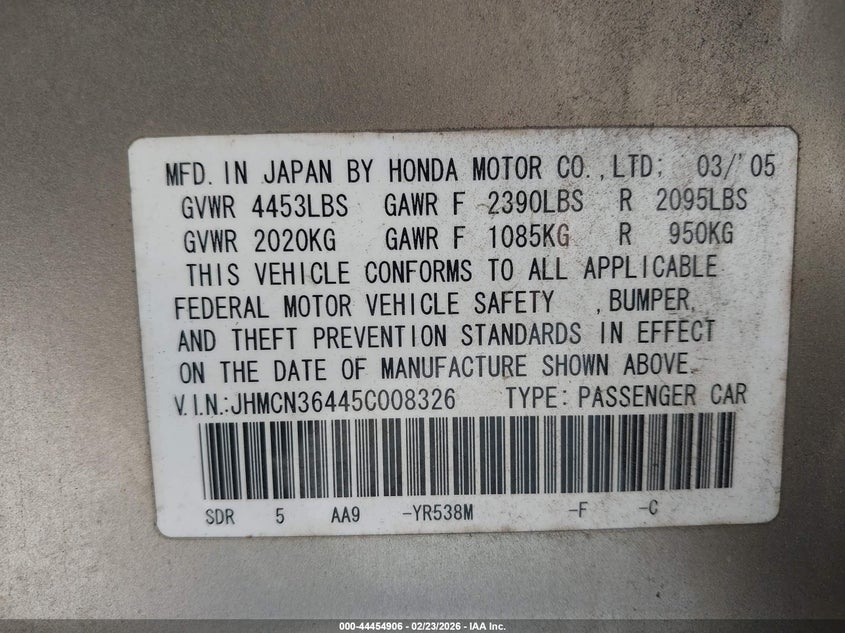 MFD. IN JAPAN BY HONDA MOTOR CO.,LTD; 03/'05
GVWR 4453LBS GAWR F 2390LBS R 2095LBS
GVWR 2020KG GAWR F 1085KG R 950KG
THIS VEHICLE CONFORMS TO ALL APPLICABLE
FEDERAL MOTOR VEHICLE SAFETY , BUMPER,
AND THEFT PREVENTION STANDARDS IN EFFECT
ON THE DATE OF MANUFACTURE SHOWN ABOVE.
V.I.N.:JHMCN36445C008326 TYPE: PASSENGER CAR
SDR 5 AA9 -YR538M -F -C
000-44454906 - 02/23/2026 - IAA Inc.